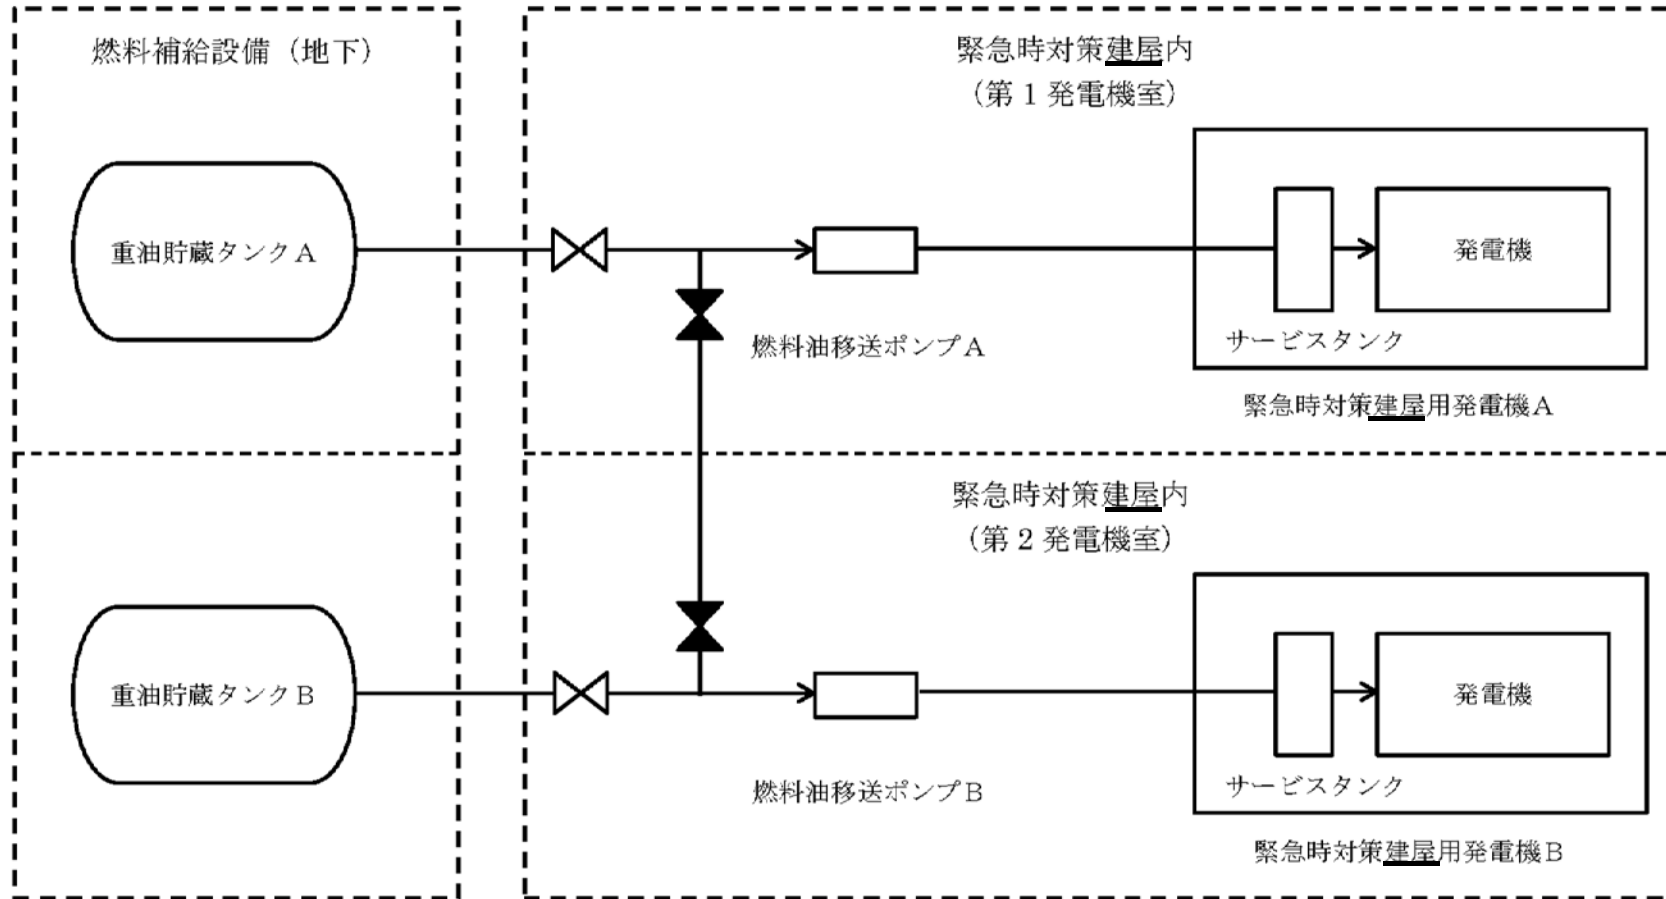 燃料補給設備（地下）
緊急時対策建屋内
（第１発電機室）
重油貯蔵タンクＡ
発電機
サービスタンク
燃料油移送ポンプＡ
緊急時対策建屋用発電機Ａ
緊急時対策建屋内
（第２発電機室）
重油貯蔵タンクＢ
発電機
サービスタンク
燃料油移送ポンプＢ
緊急時対策建屋用発電機Ｂ